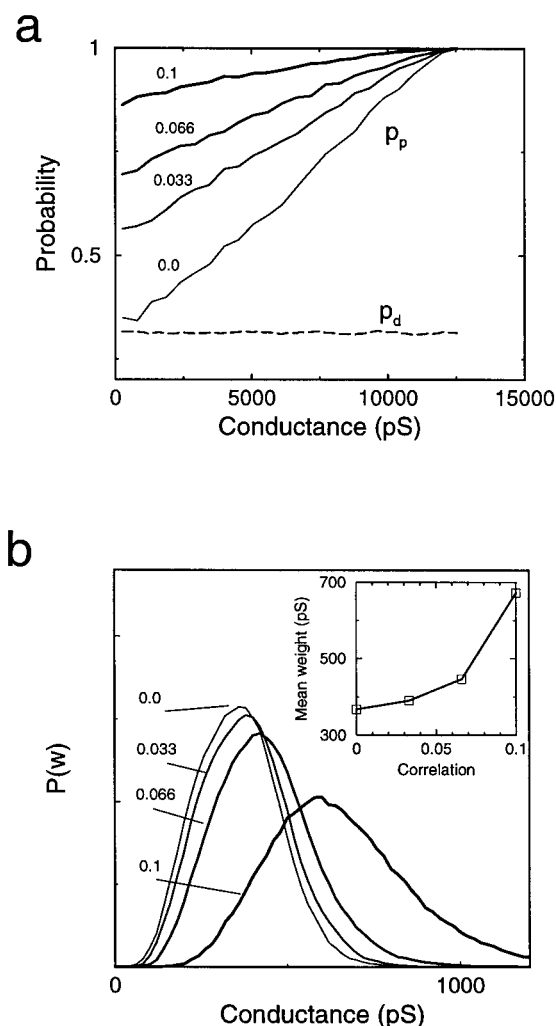 a
1
0.1
0.066
0.033
0.0
0.5
p_p
p_d
Probability
0 5000 10000 15000
Conductance (pS)
b
700
500
300
Mean weight (pS)
0 0.05 0.1
Correlation
0.0
0.033
0.066
0.1
P(w)
0 1000
Conductance (pS)